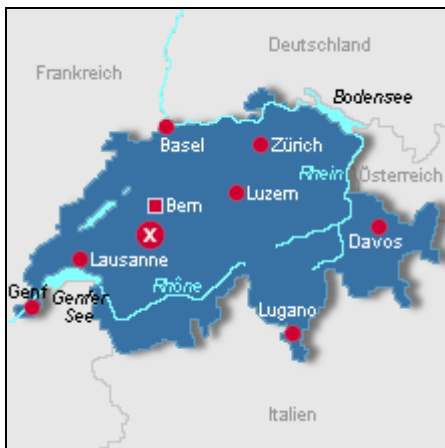 Deutschland
Frankreich
Bodensee
Basel
Zürich
Rhein
Österreich
Luzern
Bern
X
Davos
Lausanne
Rhône
Genf
Genfer
See
Lugano
Italien